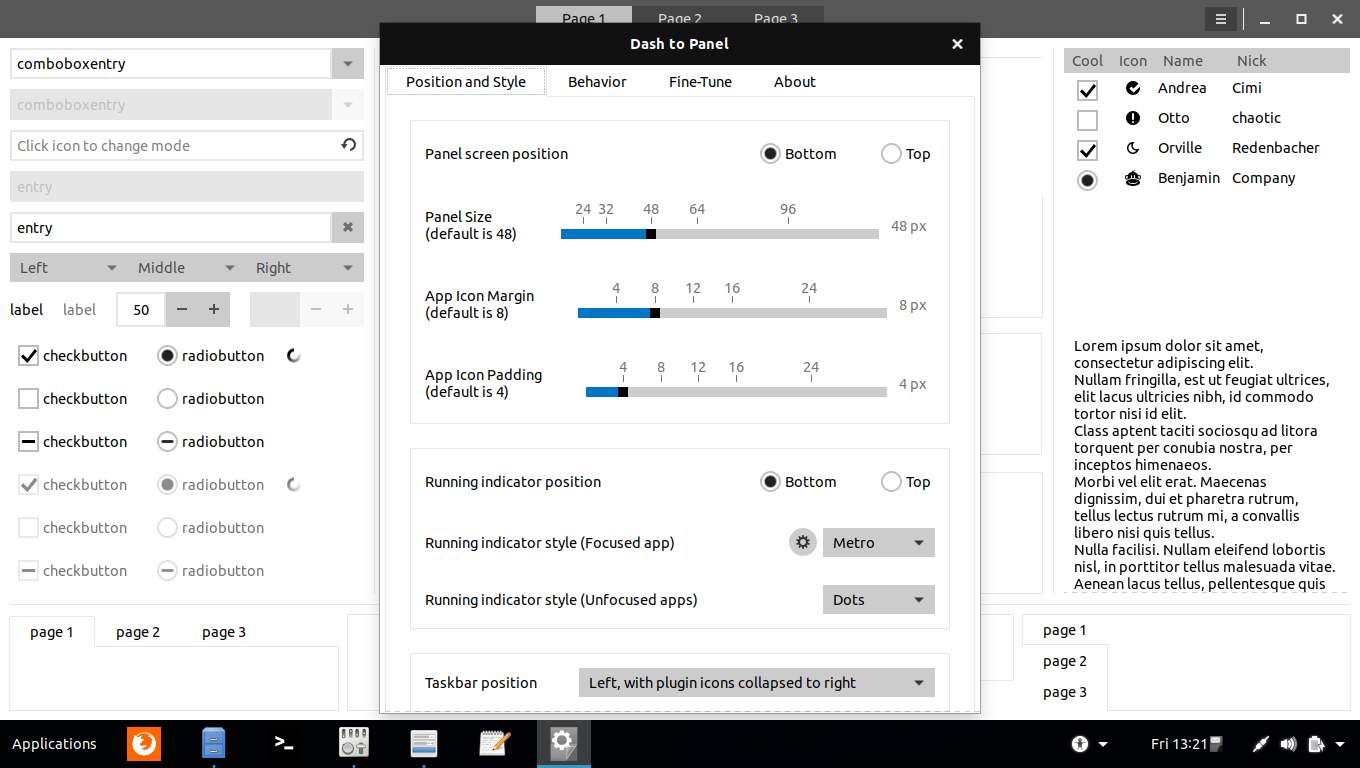 Page 1 Page 2 Page 3
comboboxentry
comboboxentry
Click icon to change mode
entry
entry
Left Middle Right
label label 50
checkbutton radiobutton
checkbutton radiobutton
checkbutton radiobutton
checkbutton radiobutton
checkbutton radiobutton
checkbutton radiobutton
page 1 page 2 page 3
Dash to Panel
Position and Style Behavior Fine-Tune About
Panel screen position Bottom Top
24 32 48 64 96
Panel Size
(default is 48)
48 px
4 8 12 16 24
App Icon Margin
(default is 8)
8 px
4 8 12 16 24
App Icon Padding
(default is 4)
4 px
Running indicator position Bottom Top
Running indicator style (Focused app) Metro
Running indicator style (Unfocused apps) Dots
Taskbar position Left, with plugin icons collapsed to right
Cool Icon Name Nick
Andrea Cimi
Otto chaotic
Orville Redenbacher
Benjamin Company
Lorem ipsum dolor sit amet,
consectetur adipiscing elit.
Nullam fringilla, est ut feugiat ultrices,
elit lacus ultricies nibh, id commodo
tortor nisi id elit.
Class aptent taciti sociosqu ad litora
torquent per conubia nostra, per
inceptos himenaeos.
Morbi vel elit erat. Maecenas
dignissim, dui et pharetra rutrum,
tellus lectus rutrum mi, a convallis
libero nisi quis tellus.
Nulla facilisi. Nullam eleifend lobortis
nisl, in porttitor tellus malesuada vitae.
Aenean lacus tellus, pellentesque quis
page 1
page 2
page 3
Applications Fri 13:21